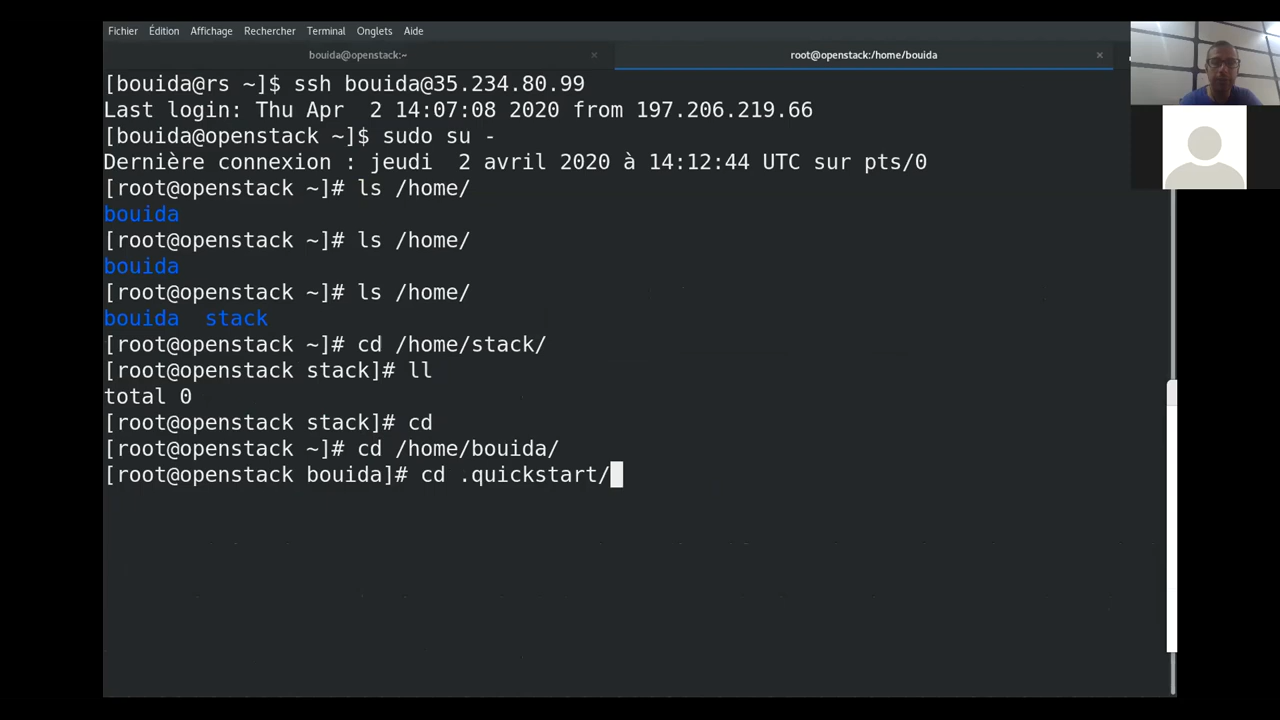 Fichier Édition Affichage Rechercher Terminal Onglets Aide
bouida@openstack:~ × root@openstack:/home/bouida ×
[bouida@rs ~]$ ssh bouida@35.234.80.99
Last login: Thu Apr  2 14:07:08 2020 from 197.206.219.66
[bouida@openstack ~]$ sudo su -
Dernière connexion : jeudi  2 avril 2020 à 14:12:44 UTC sur pts/0
[root@openstack ~]# ls /home/
bouida
[root@openstack ~]# ls /home/
bouida
[root@openstack ~]# ls /home/
bouida  stack
[root@openstack ~]# cd /home/stack/
[root@openstack stack]# ll
total 0
[root@openstack stack]# cd
[root@openstack ~]# cd /home/bouida/
[root@openstack bouida]# cd .quickstart/